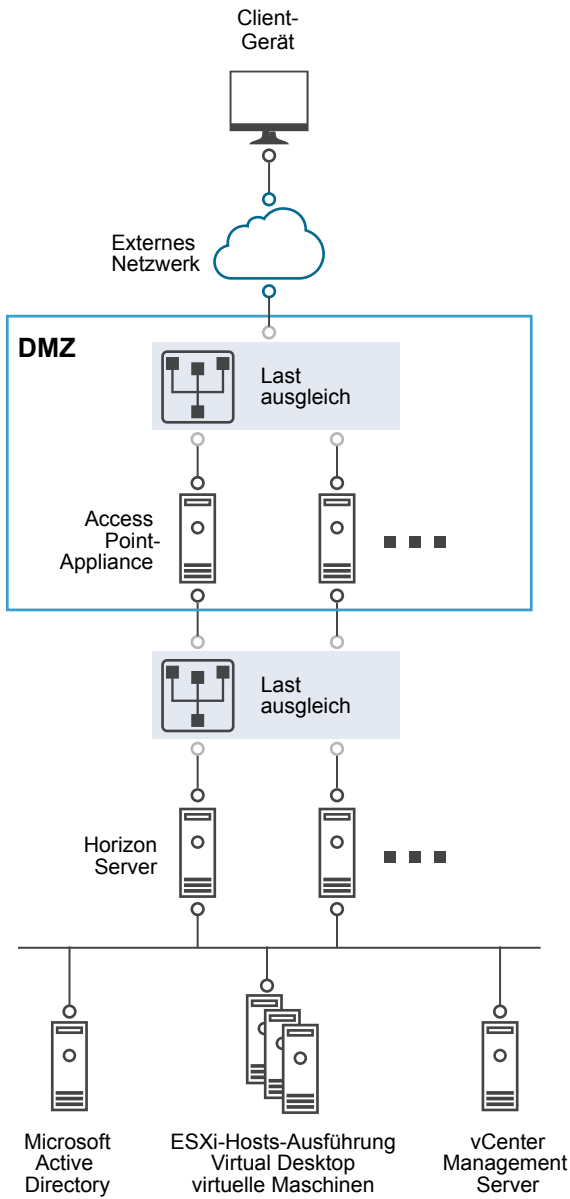 Client-
Gerät
Externes
Netzwerk
DMZ
Last
ausgleich
Access
Point-
Appliance
Last
ausgleich
Horizon
Server
Microsoft
Active
Directory
ESXi-Hosts-Ausführung
Virtual Desktop
virtuelle Maschinen
vCenter
Management
Server